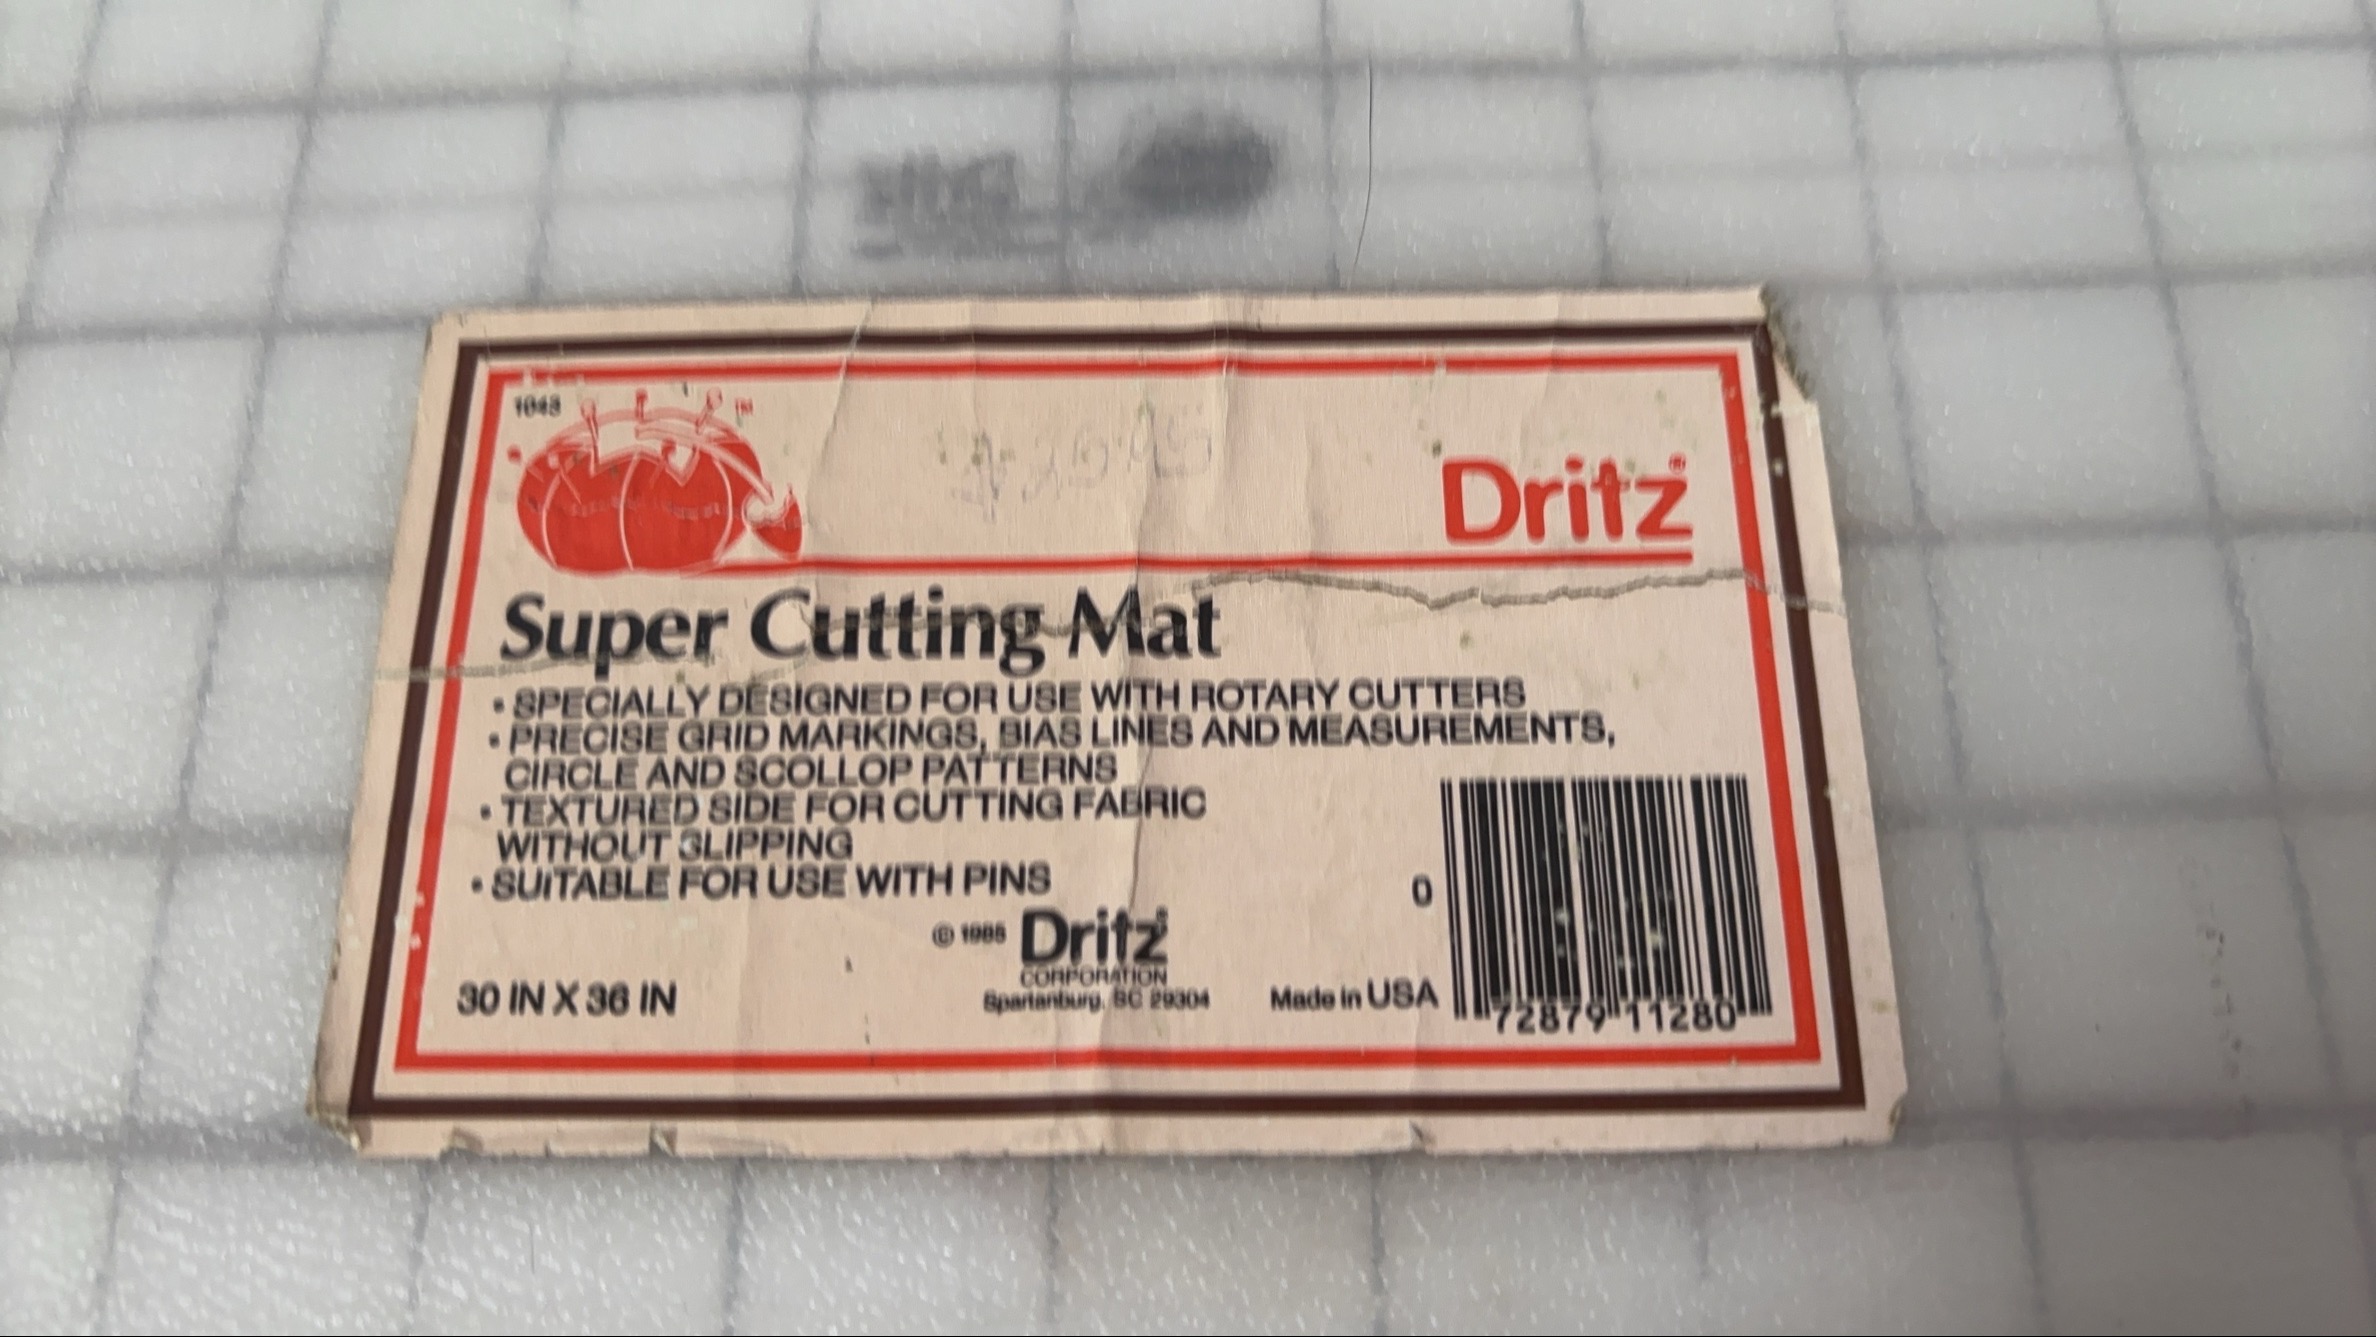 1043
™
Dritz®
Super Cutting Mat
• SPECIALLY DESIGNED FOR USE WITH ROTARY CUTTERS
• PRECISE GRID MARKINGS, BIAS LINES AND MEASUREMENTS,
CIRCLE AND SCOLLOP PATTERNS
• TEXTURED SIDE FOR CUTTING FABRIC
WITHOUT SLIPPING
• SUITABLE FOR USE WITH PINS
© 1985 Dritz®
CORPORATION
Spartanburg, SC 29304
30 IN X 36 IN
Made in USA
0 72879 11280